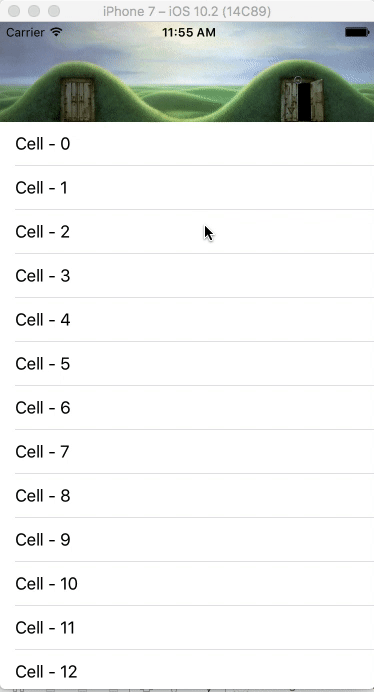 iPhone 7 – iOS 10.2 (14C89)
Carrier 11:55 AM
Cell - 0
Cell - 1
Cell - 2
Cell - 3
Cell - 4
Cell - 5
Cell - 6
Cell - 7
Cell - 8
Cell - 9
Cell - 10
Cell - 11
Cell - 12